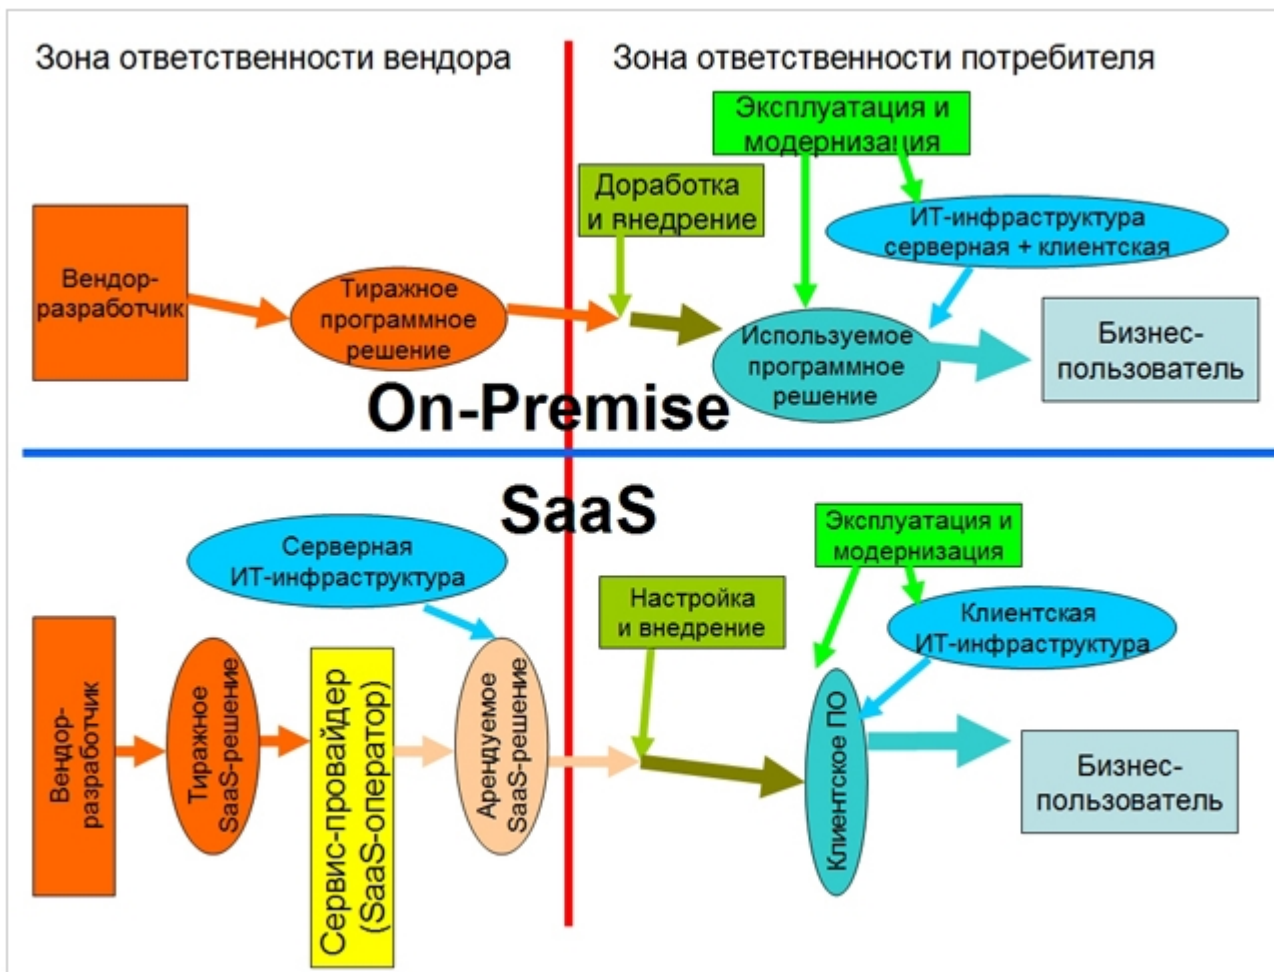 Зона ответственности вендора
Зона ответственности потребителя
Эксплуатация и
модернизация
Доработка
и внедрение
ИТ-инфраструктура
серверная + клиентская
Вендор-
разработчик
Тиражное
программное
решение
Используемое
программное
решение
Бизнес-
пользователь
On-Premise
SaaS
Серверная
ИТ-инфраструктура
Эксплуатация и
модернизация
Настройка
и внедрение
Клиентская
ИТ-инфраструктура
Вендор-
разработчик
Тиражное
SaaS-решение
Сервис-провайдер
(SaaS-оператор)
Арендуемое
SaaS-решение
Клиентское ПО
Бизнес-
пользователь